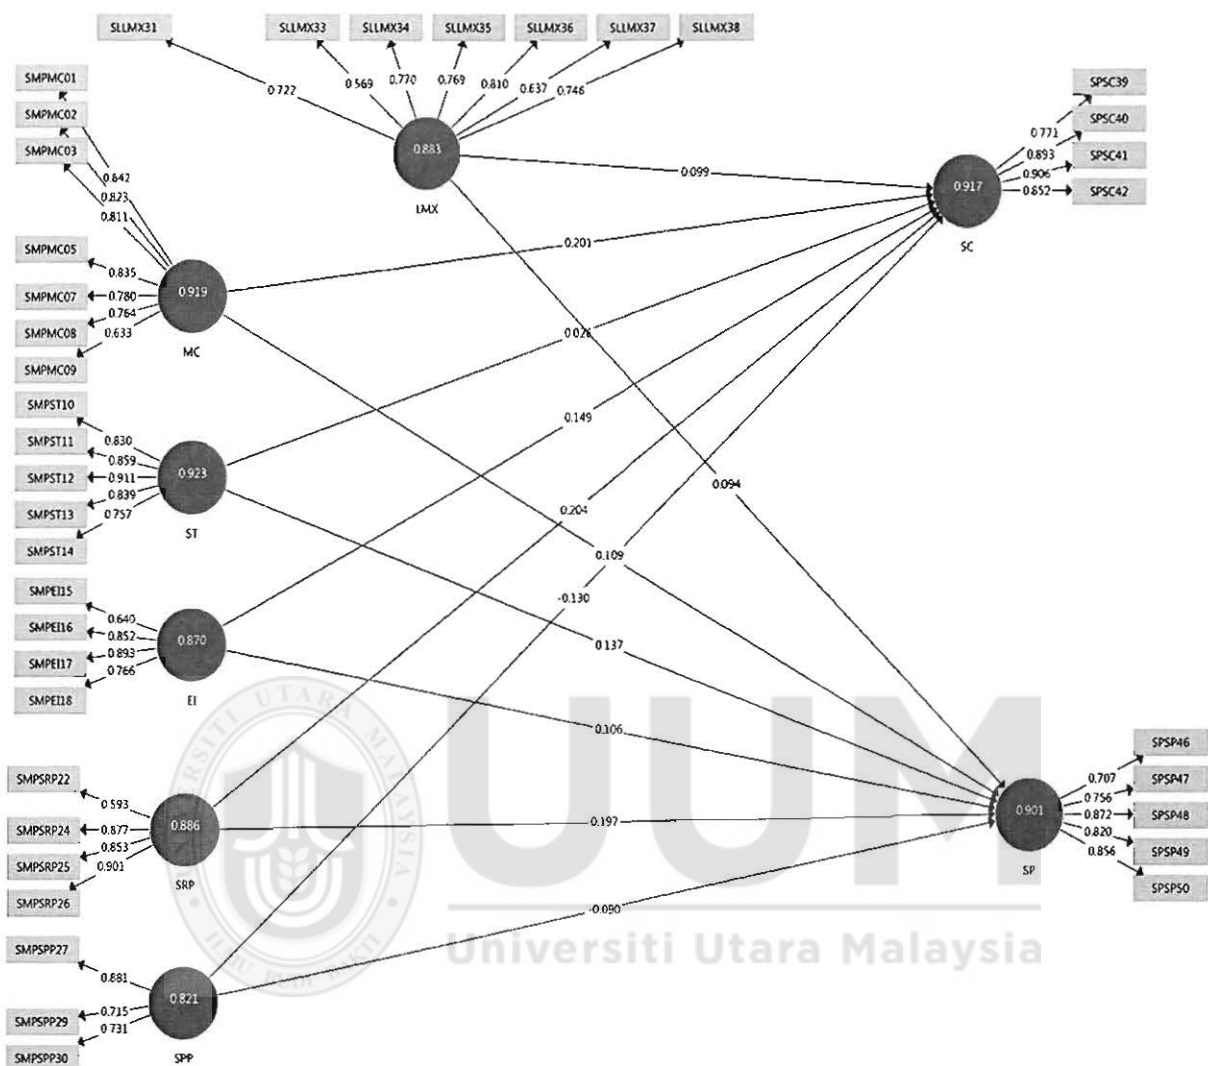 SLLMX31
SLLMX33
SLLMX34
SLLMX35
SLLMX36
SLLMX37
SLLMX38
0.722
0.569
0.770
0.769
0.810
0.637
0.746
0.883
LMX
SMPMC01
SMPMC02
SMPMC03
SMPMC05
SMPMC07
SMPMC08
SMPMC09
0.842
0.823
0.811
0.835
0.780
0.764
0.633
0.919
MC
SMPST10
SMPST11
SMPST12
SMPST13
SMPST14
0.830
0.859
0.911
0.839
0.757
0.923
ST
SMPEI15
SMPEI16
SMPEI17
SMPEI18
0.640
0.852
0.893
0.766
0.870
EI
SMPSRP22
SMPSRP24
SMPSRP25
SMPSRP26
0.593
0.877
0.853
0.901
0.886
SRP
SMPSPP27
SMPSPP29
SMPSPP30
0.881
0.715
0.731
0.821
SPP
0.099
0.201
0.149
0.204
-0.130
0.094
0.109
0.137
0.106
0.197
-0.090
SPSC39
SPSC40
SPSC41
SPSC42
0.771
0.893
0.906
0.852
0.917
SC
SPSP46
SPSP47
SPSP48
SPSP49
SPSP50
0.707
0.756
0.872
0.820
0.856
0.901
SP
UUM
Universiti Utara Malaysia
UNIVERSITI UTARA MALAYSIA